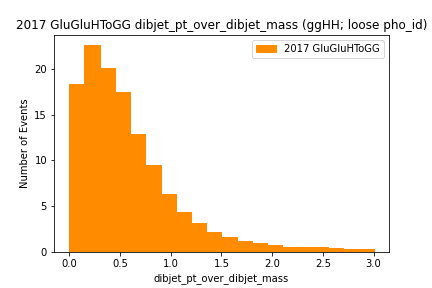 2017 GluGluHToGG dibjet_pt_over_dibjet_mass (ggHH; loose pho_id)
2017 GluGluHToGG
Number of Events
20
15
10
5
0
0.0 0.5 1.0 1.5 2.0 2.5 3.0
dibjet_pt_over_dibjet_mass